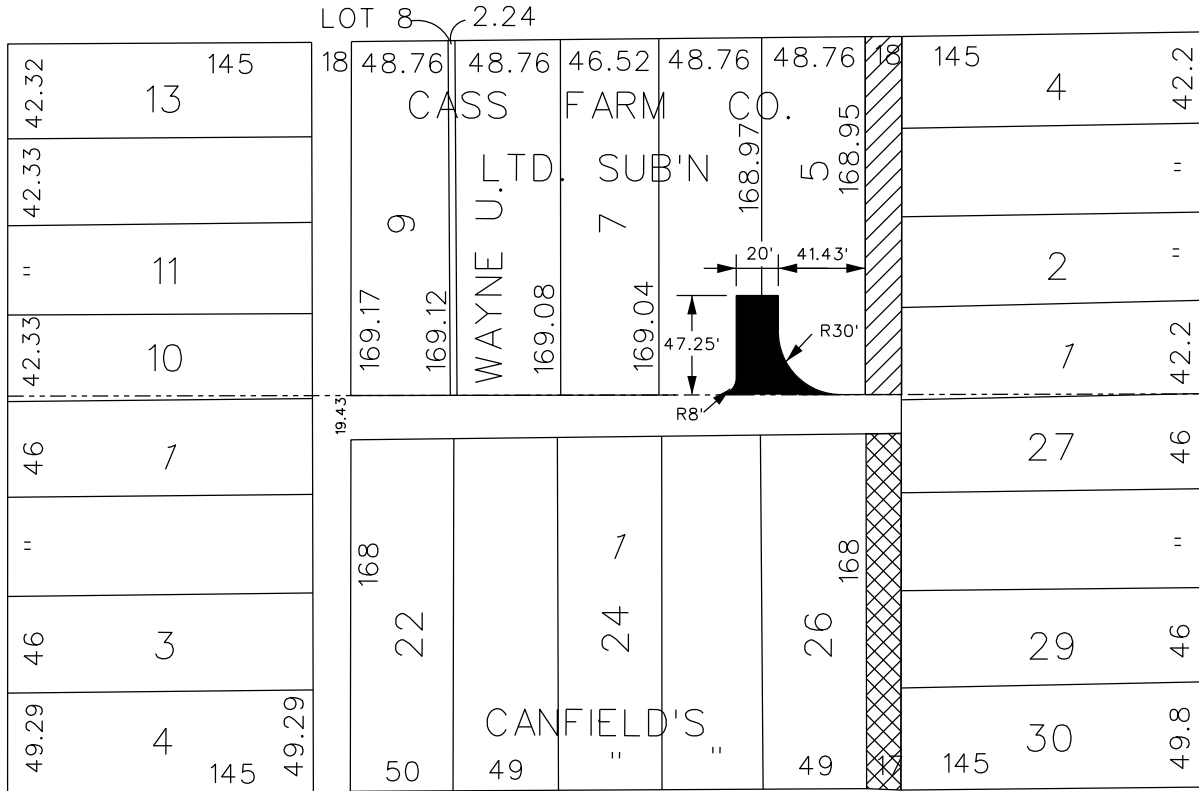 LOT 8 2.24
145 18 48.76 48.76 46.52 48.76 48.76 18 145
42.32 13 4 42.2
CASS FARM CO.
42.33 168.97 5 168.95 =
LTD. SUB'N
WAYNE U.
9 7
= 11 20' 41.43' 2 =
169.17 169.12 169.08 169.04
42.33 10 47.25' R30' 1 42.2
19.43 R8'
46 1 27 46
= 168 1 168 =
22 24 26
46 3 29 46
49.29 4 49.29 30 49.8
CANFIELD'S
" "
145 50 49 49 17 145